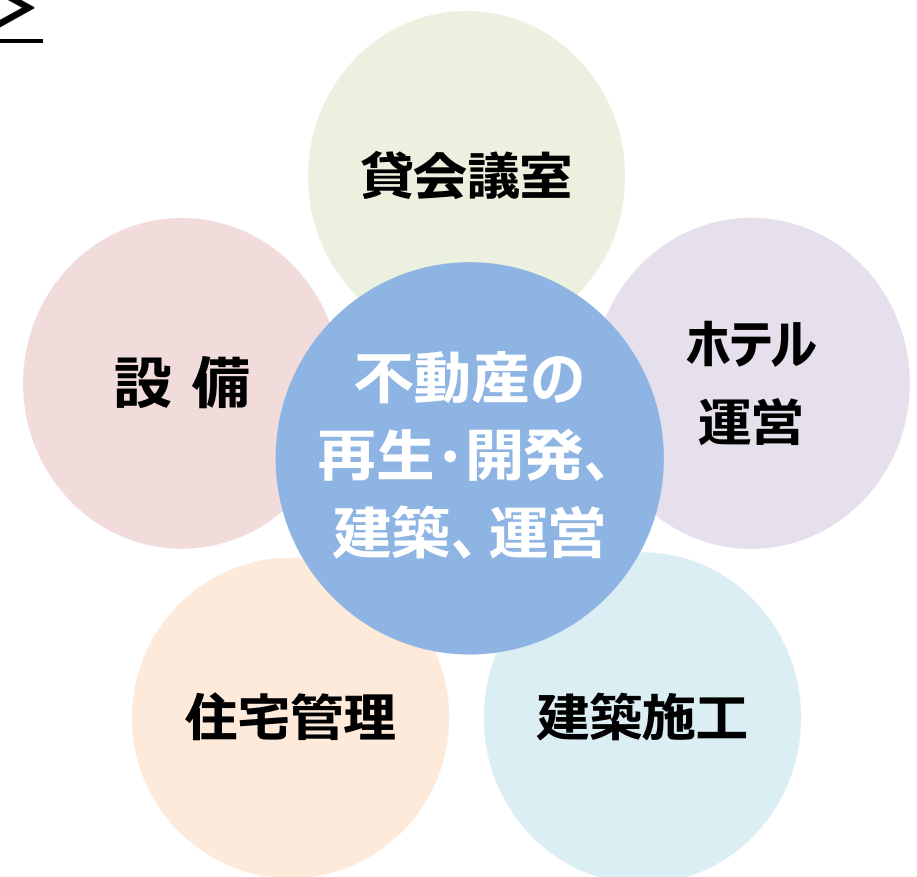 ＞
貸会議室
ホテル
運営
設 備
不動産の
再生・開発、
建築、運営
住宅管理
建築施工